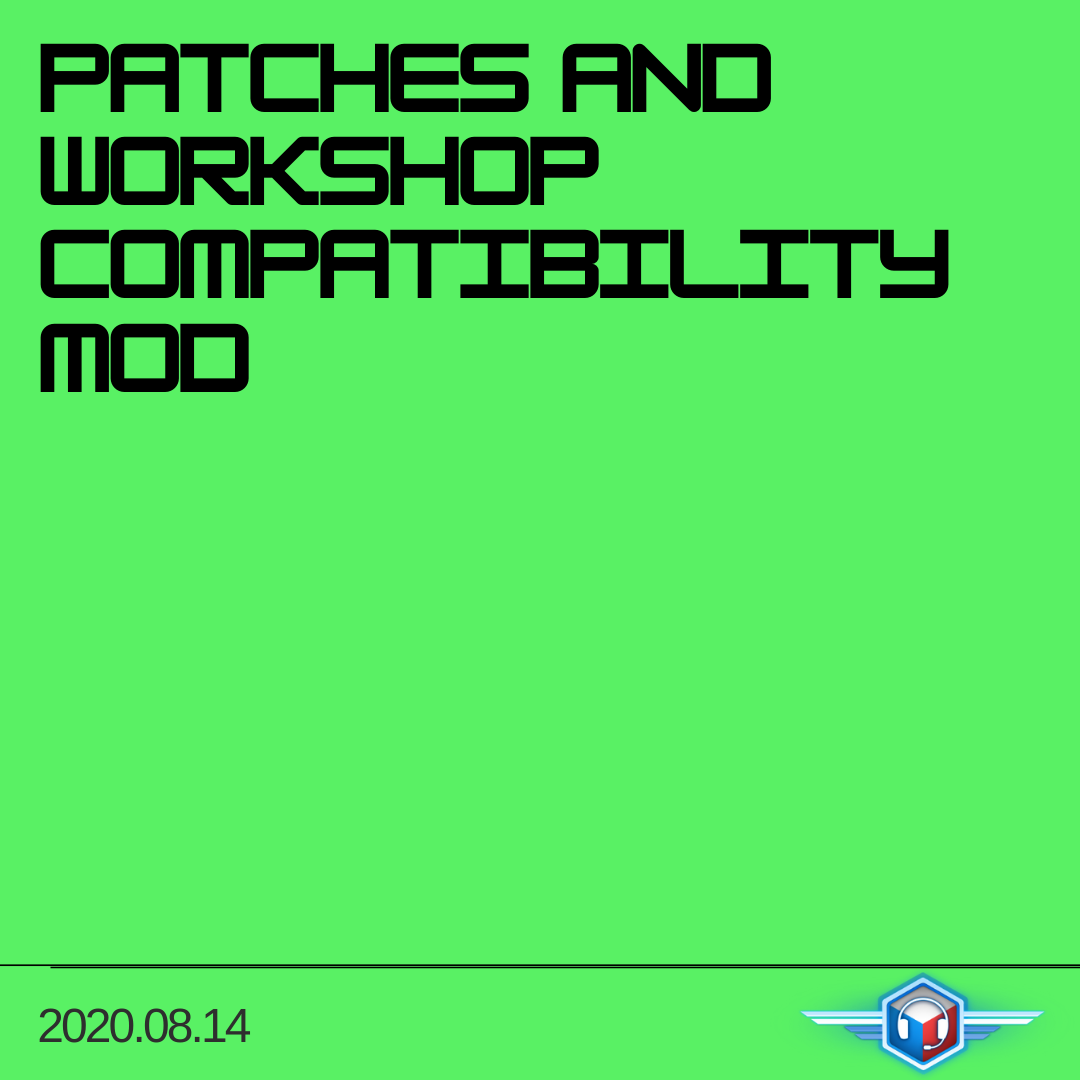 PATCHES AND
WORKSHOP
COMPATIBILITY
MOD
2020.08.14